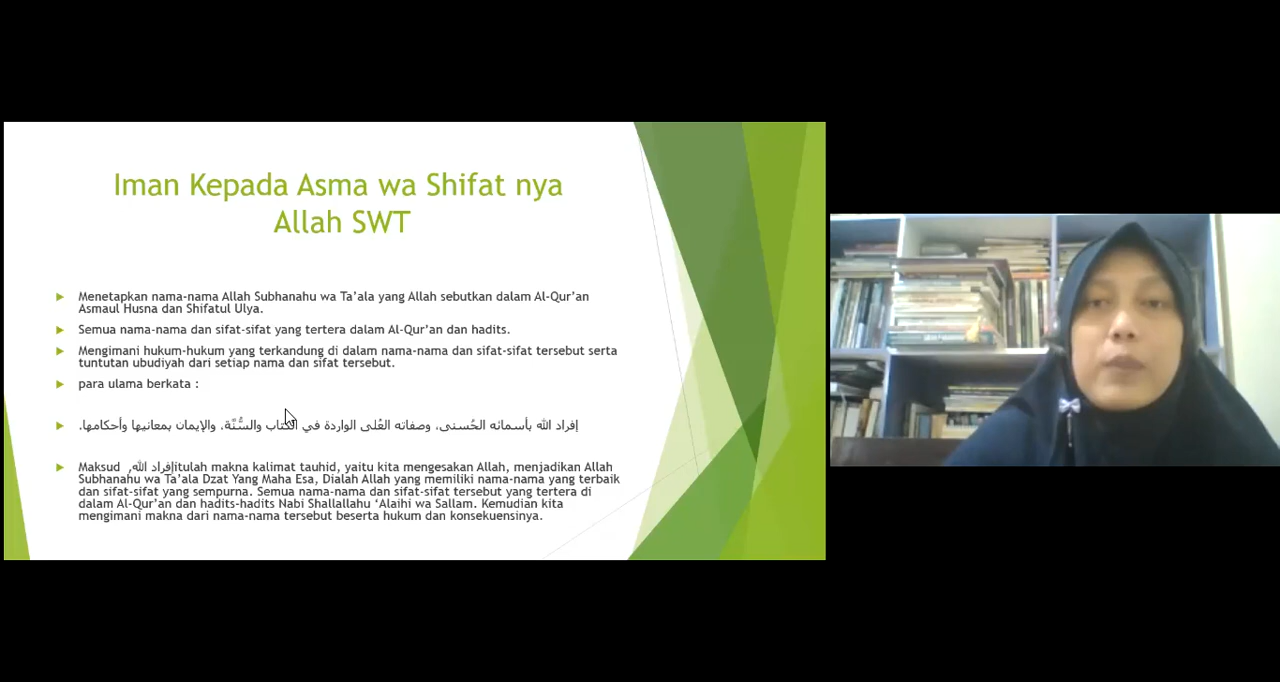 Iman Kepada Asma wa Shifat nya
Allah SWT
Menetapkan nama-nama Allah Subhanahu wa Ta’ala yang Allah sebutkan dalam Al-Qur’an
Asmaul Husna dan Shifatul Ulya.
Semua nama-nama dan sifat-sifat yang tertera dalam Al-Qur’an dan hadits.
Mengimani hukum-hukum yang terkandung di dalam nama-nama dan sifat-sifat tersebut serta
tuntutan ubudiyah dari setiap nama dan sifat tersebut.
para ulama berkata :
إفراد الله بأسمائه الحُسنى، وصفاته العُلى الواردة في الكتاب والسُّنَّة، والإيمان بمعانيها وأحكامها.
Maksud إفراد الله, itulah makna kalimat tauhid, yaitu kita mengesakan Allah, menjadikan Allah
Subhanahu wa Ta’ala Dzat Yang Maha Esa, Dialah Allah yang memiliki nama-nama yang terbaik
dan sifat-sifat yang sempurna. Semua nama-nama dan sifat-sifat tersebut yang tertera di
dalam Al-Qur’an dan hadits-hadits Nabi Shallallahu ‘Alaihi wa Sallam. Kemudian kita
mengimani makna dari nama-nama tersebut beserta hukum dan konsekuensinya.